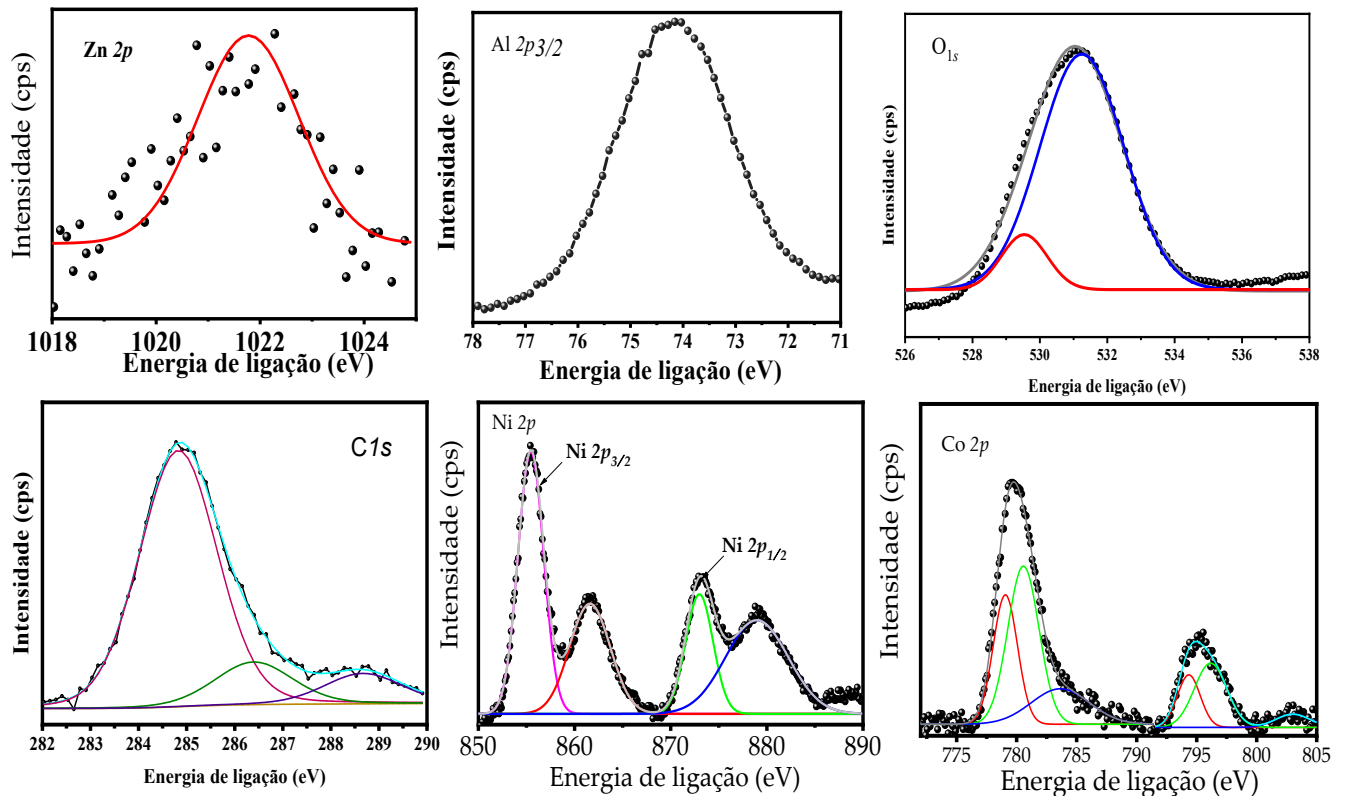 Zn 2p
Intensidade (cps)
1018 1020 1022 1024
Energia de ligação (eV)
Al 2p3/2
Intensidade (cps)
78 77 76 75 74 73 72 71
Energia de ligação (eV)
O1s
Intensidade (cps)
526 528 530 532 534 536 538
Energia de ligação (eV)
C1s
Intensidade (cps)
282 283 284 285 286 287 288 289 290
Energia de ligação (eV)
Ni 2p
Ni 2p3/2
Ni 2p1/2
Intensidade (cps)
850 860 870 880 890
Energia de ligação (eV)
Co 2p
Intensidade (cps)
775 780 785 790 795 800 805
Energia de ligação (eV)